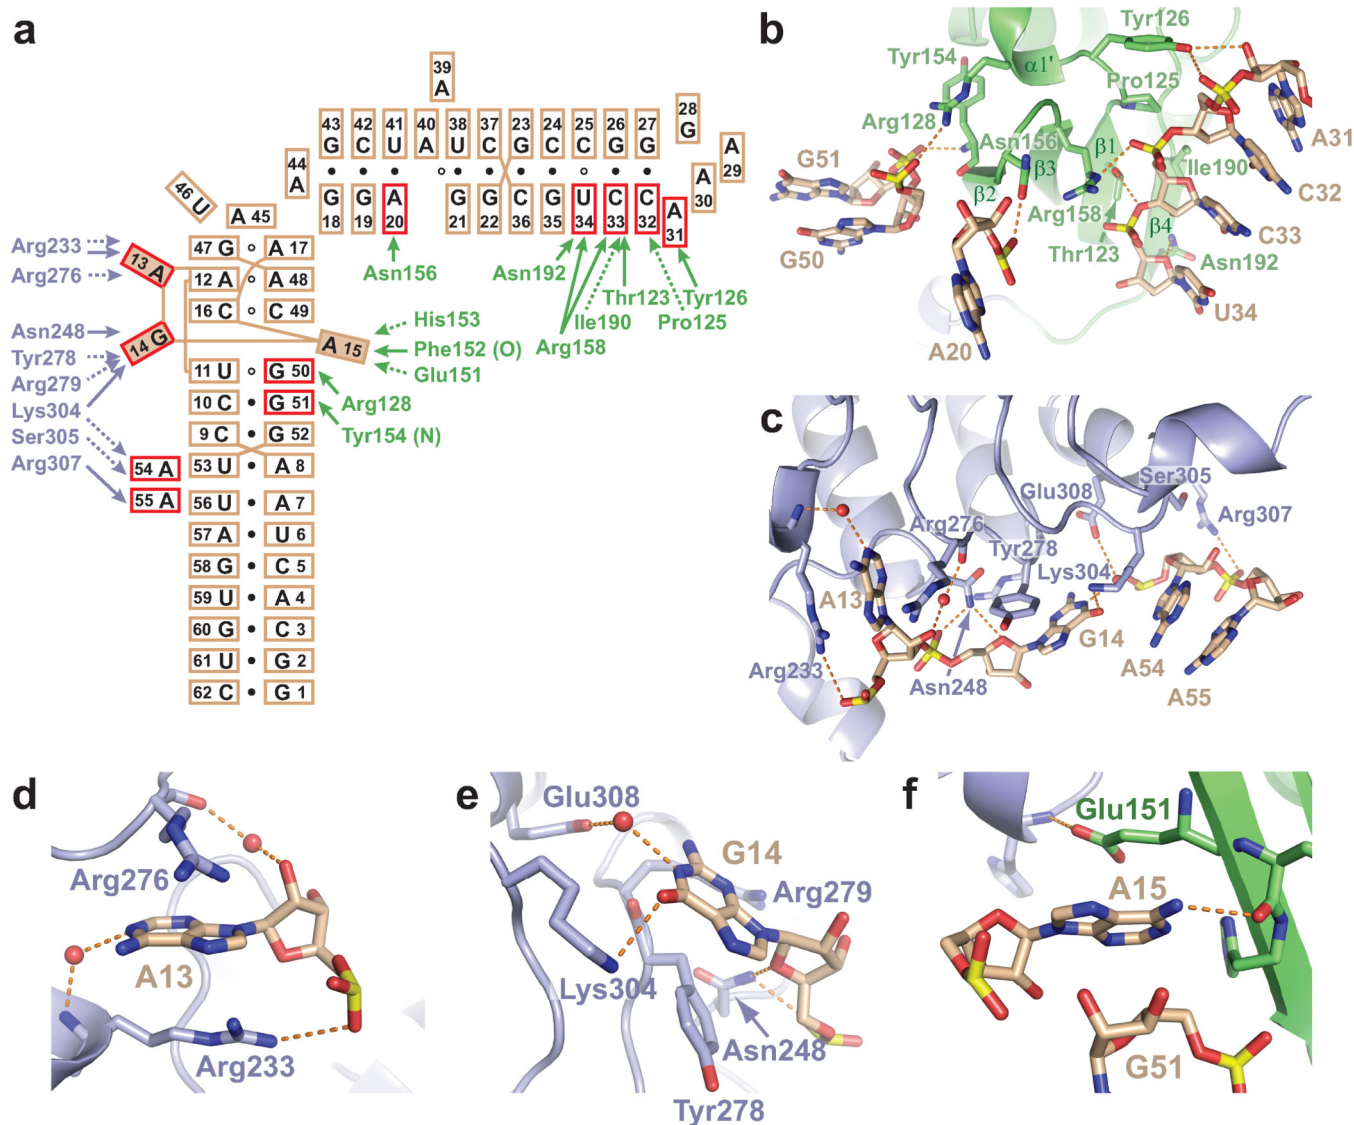 a
39
A
43 42 41 40 38 37 23 24 25 26 27
G C U A U C G C C G G
28
G
A
29
A
30
44
A
G G A G G C G U C C
18 19 20 21 22 36 35 34 33 32
A
31
46 U
A 45
47 G A 17
13 A
12 A A 48
16 C C 49
14 G
A 15
11 U G 50
10 C G 51
9 C G 52
54 A
53 U A 8
55 A
56 U A 7
57 A U 6
58 G C 5
59 U A 4
60 G C 3
61 U G 2
62 C G 1
Arg233
Arg276
Asn248
Tyr278
Arg279
Lys304
Ser305
Arg307
Asn156
Asn192
Thr123
Tyr126
Ile190
Pro125
Arg158
His153
Phe152 (O)
Glu151
Arg128
Tyr154 (N)
b
Tyr126
Tyr154
α1'
Pro125
Arg128
Asn156
A31
G51
β3
β1
Ile190
β2
C32
Arg158
β4
G50
Thr123
C33
Asn192
U34
A20
c
Ser305
Glu308
Arg307
Arg276
Tyr278
Lys304
A13
G14
A54
Arg233
Asn248
A55
d
Arg276
A13
Arg233
e
Glu308
G14
Arg279
Lys304
Asn248
Tyr278
f
Glu151
A15
G51